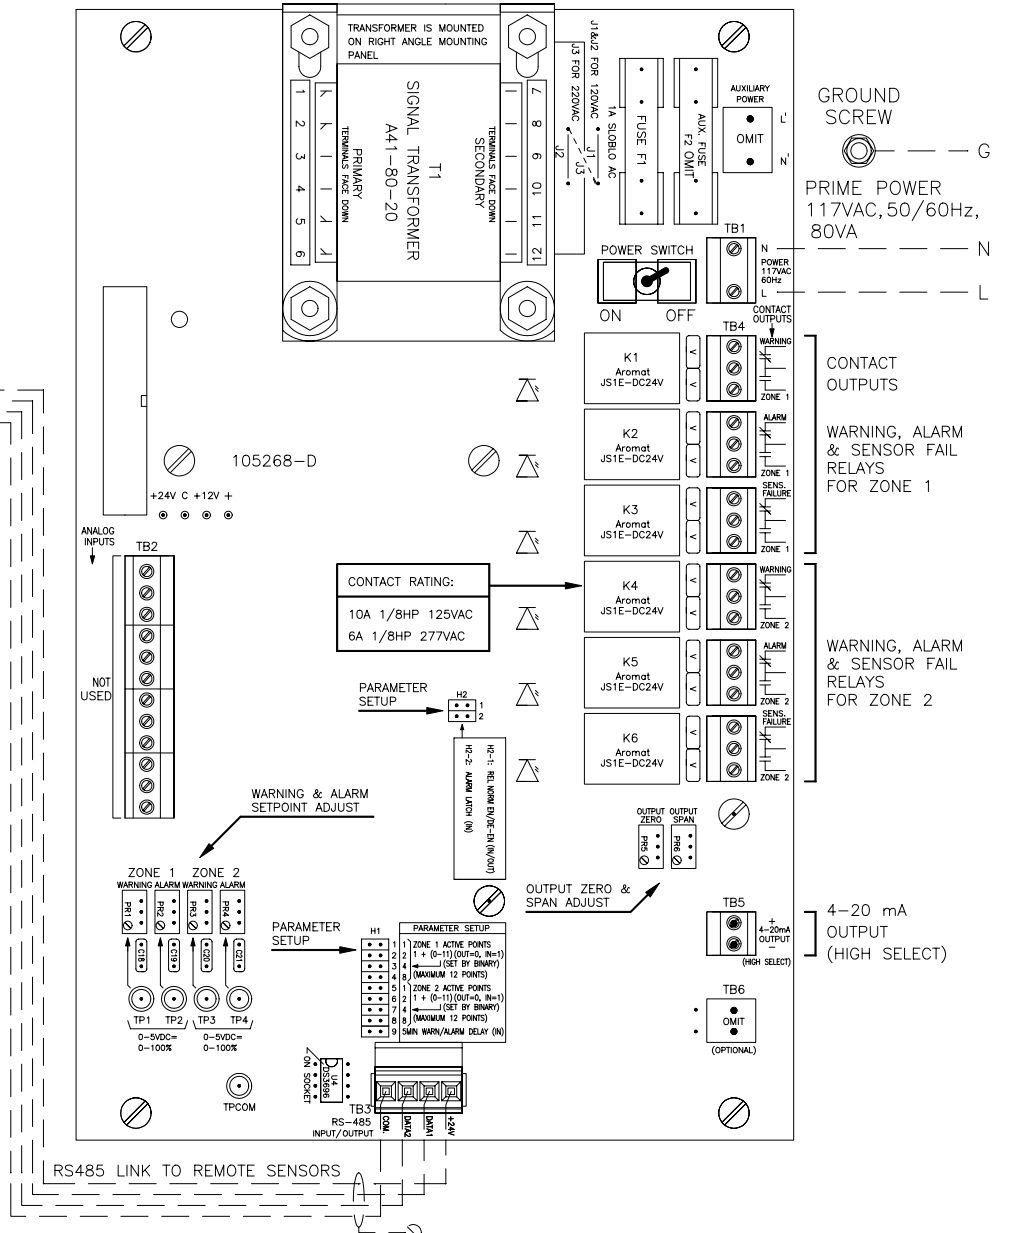 TRANSFORMER IS MOUNTED
ON RIGHT ANGLE MOUNTING
PANEL
1
2
3
4
5
6
TERMINALS FACE DOWN
PRIMARY
SIGNAL TRANSFORMER
A41-80-20
T1
TERMINALS FACE DOWN
SECONDARY
7
8
9
10
11
12
J1&J2 FOR 120VAC
J3 FOR 220VAC
J1
J2
J3
1A SLOBLO AC
FUSE F1
AUX. FUSE
F2 OMIT
AUXILIARY
POWER
OMIT
L'
N'
GROUND
SCREW
G
PRIME POWER
117VAC,50/60Hz,
80VA
TB1
N
POWER
117VAC
60Hz
L
N
L
POWER SWITCH
ON
OFF
CONTACT
OUTPUTS
TB4
K1
Aromat
JS1E-DC24V
V
V
WARNING
ZONE 1
K2
Aromat
JS1E-DC24V
V
V
ALARM
ZONE 1
K3
Aromat
JS1E-DC24V
V
V
SENS.
FAILURE
ZONE 1
K4
Aromat
JS1E-DC24V
V
V
WARNING
ZONE 2
K5
Aromat
JS1E-DC24V
V
V
ALARM
ZONE 2
K6
Aromat
JS1E-DC24V
V
V
SENS.
FAILURE
ZONE 2
CONTACT
OUTPUTS
WARNING, ALARM
& SENSOR FAIL
RELAYS
FOR ZONE 1
WARNING, ALARM
& SENSOR FAIL
RELAYS
FOR ZONE 2
105268-D
+24V C +12V +
ANALOG
INPUTS
TB2
NOT
USED
CONTACT RATING:
10A 1/8HP 125VAC
6A 1/8HP 277VAC
PARAMETER
SETUP
H2
1
2
H2-1: REL NORM EN/DE-EN (IN/OUT)
H2-2: ALARM LATCH (IN)
WARNING & ALARM
SETPOINT ADJUST
ZONE 1 ZONE 2
WARNING ALARM WARNING ALARM
PR1
PR2
PR3
PR4
C18
C19
C20
C21
TP1 TP2 TP3 TP4
0-5VDC=
0-100%
0-5VDC=
0-100%
TPCOM
OUTPUT
ZERO
OUTPUT
SPAN
PR5
PR6
OUTPUT ZERO &
SPAN ADJUST
PARAMETER
SETUP
H1
PARAMETER SETUP
1 1 ZONE 1 ACTIVE POINTS
2 2 1 + (0-11)(OUT=0, IN=1)
3 4 (SET BY BINARY)
4 8 (MAXIMUM 12 POINTS)
5 1 ZONE 2 ACTIVE POINTS
6 2 1 + (0-11)(OUT=0, IN=1)
7 4 (SET BY BINARY)
8 8 (MAXIMUM 12 POINTS)
9 5MIN WARN/ALARM DELAY (IN)
ON SOCKET
U4
DS3696
TB3
RS-485
INPUT/OUTPUT
COM.
DATA2
DATA1
+24V
TB5
+
4-20mA
OUTPUT
-
(HIGH SELECT)
4-20 mA
OUTPUT
(HIGH SELECT)
TB6
OMIT
(OPTIONAL)
RS485 LINK TO REMOTE SENSORS